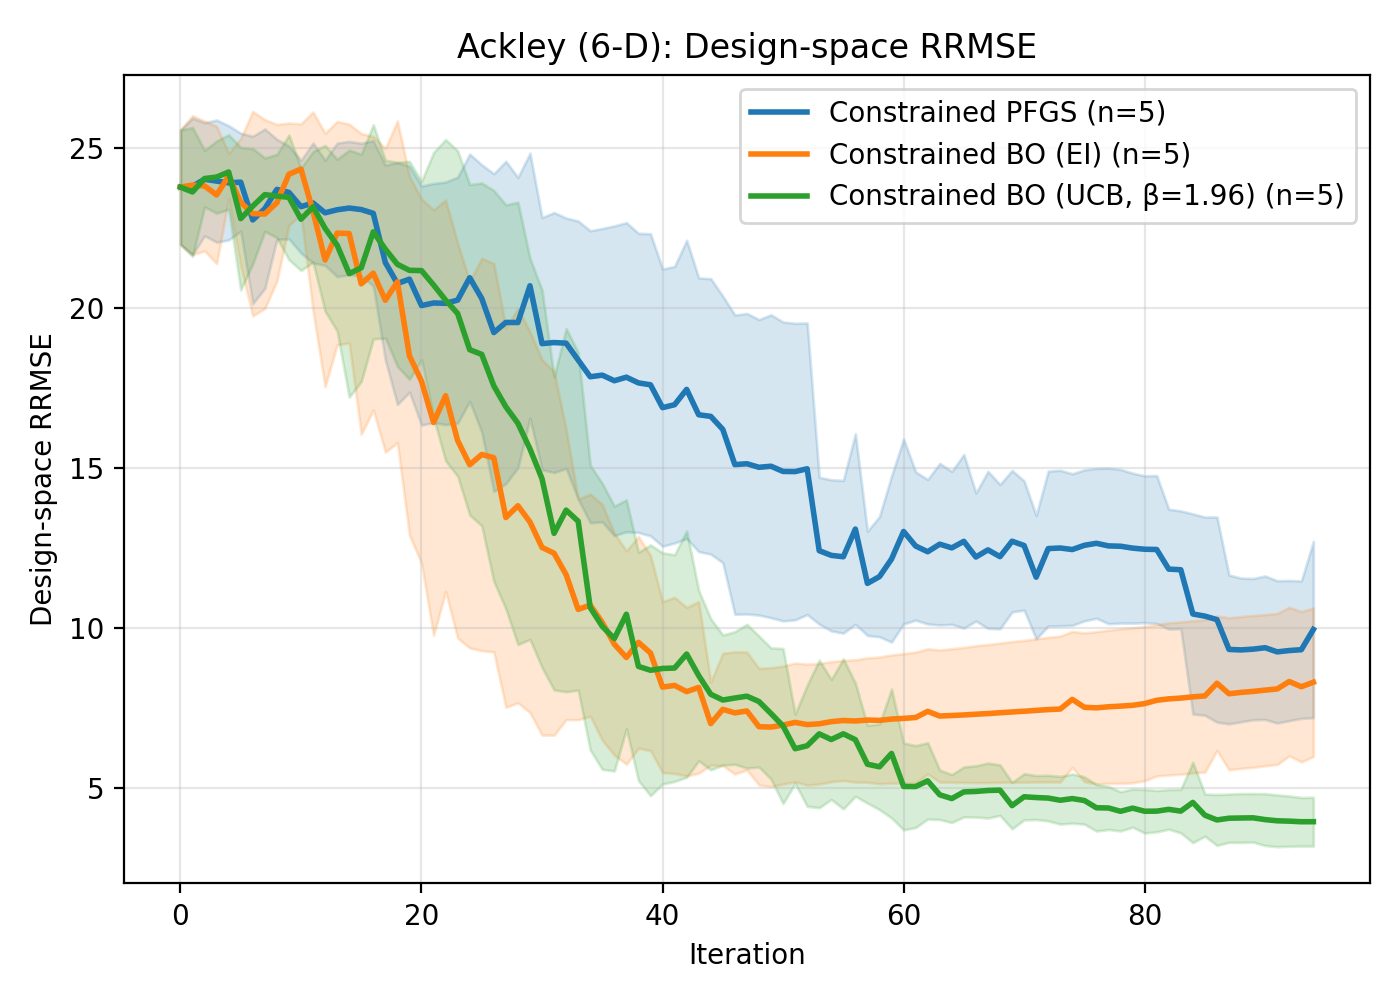 Ackley (6-D): Design-space RRMSE
Constrained PFGS (n=5)
Constrained BO (EI) (n=5)
Constrained BO (UCB, β=1.96) (n=5)
Design-space RRMSE
25
20
15
10
5
0 20 40 60 80
Iteration